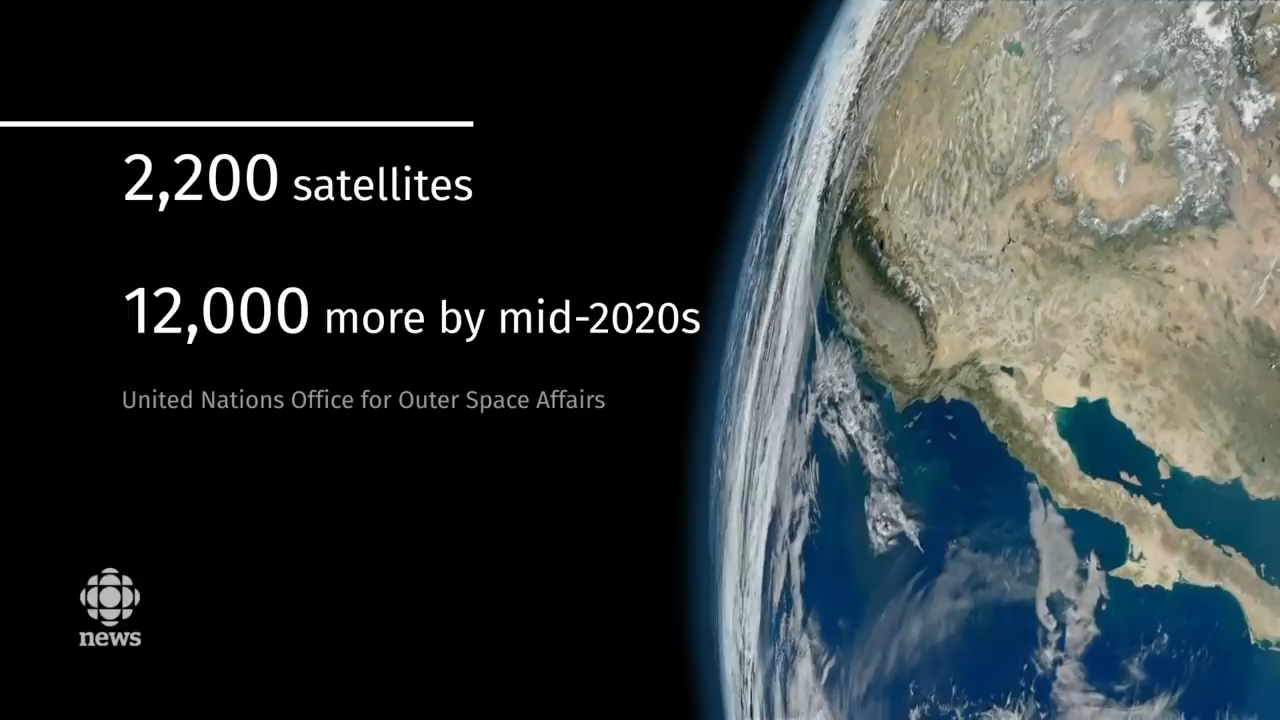 2,200 satellites
12,000 more by mid-2020s
United Nations Office for Outer Space Affairs
news